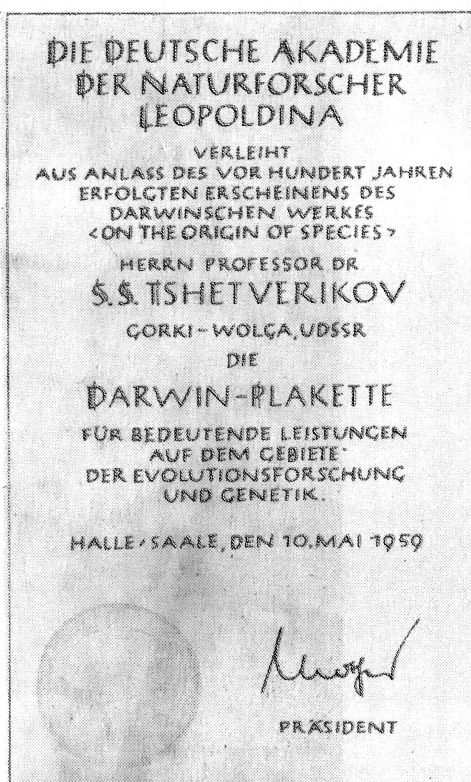 DIE DEUTSCHE AKADEMIE
DER NATURFORSCHER
LEOPOLDINA
VERLEIHT
AUS ANLASS DES VOR HUNDERT JAHREN
ERFOLGTEN ERSCHEINENS DES
DARWINSCHEN WERKES
<ON THE ORIGIN OF SPECIES>
HERRN PROFESSOR DR
S.S. TSHETVERIKOV
GORKI-WOLGA, UDSSR
DIE
DARWIN-PLAKETTE
FÜR BEDEUTENDE LEISTUNGEN
AUF DEM GEBIETE
DER EVOLUTIONSFORSCHUNG
UND GENETIK.
HALLE/SAALE, DEN 10. MAI 1959
PRÄSIDENT